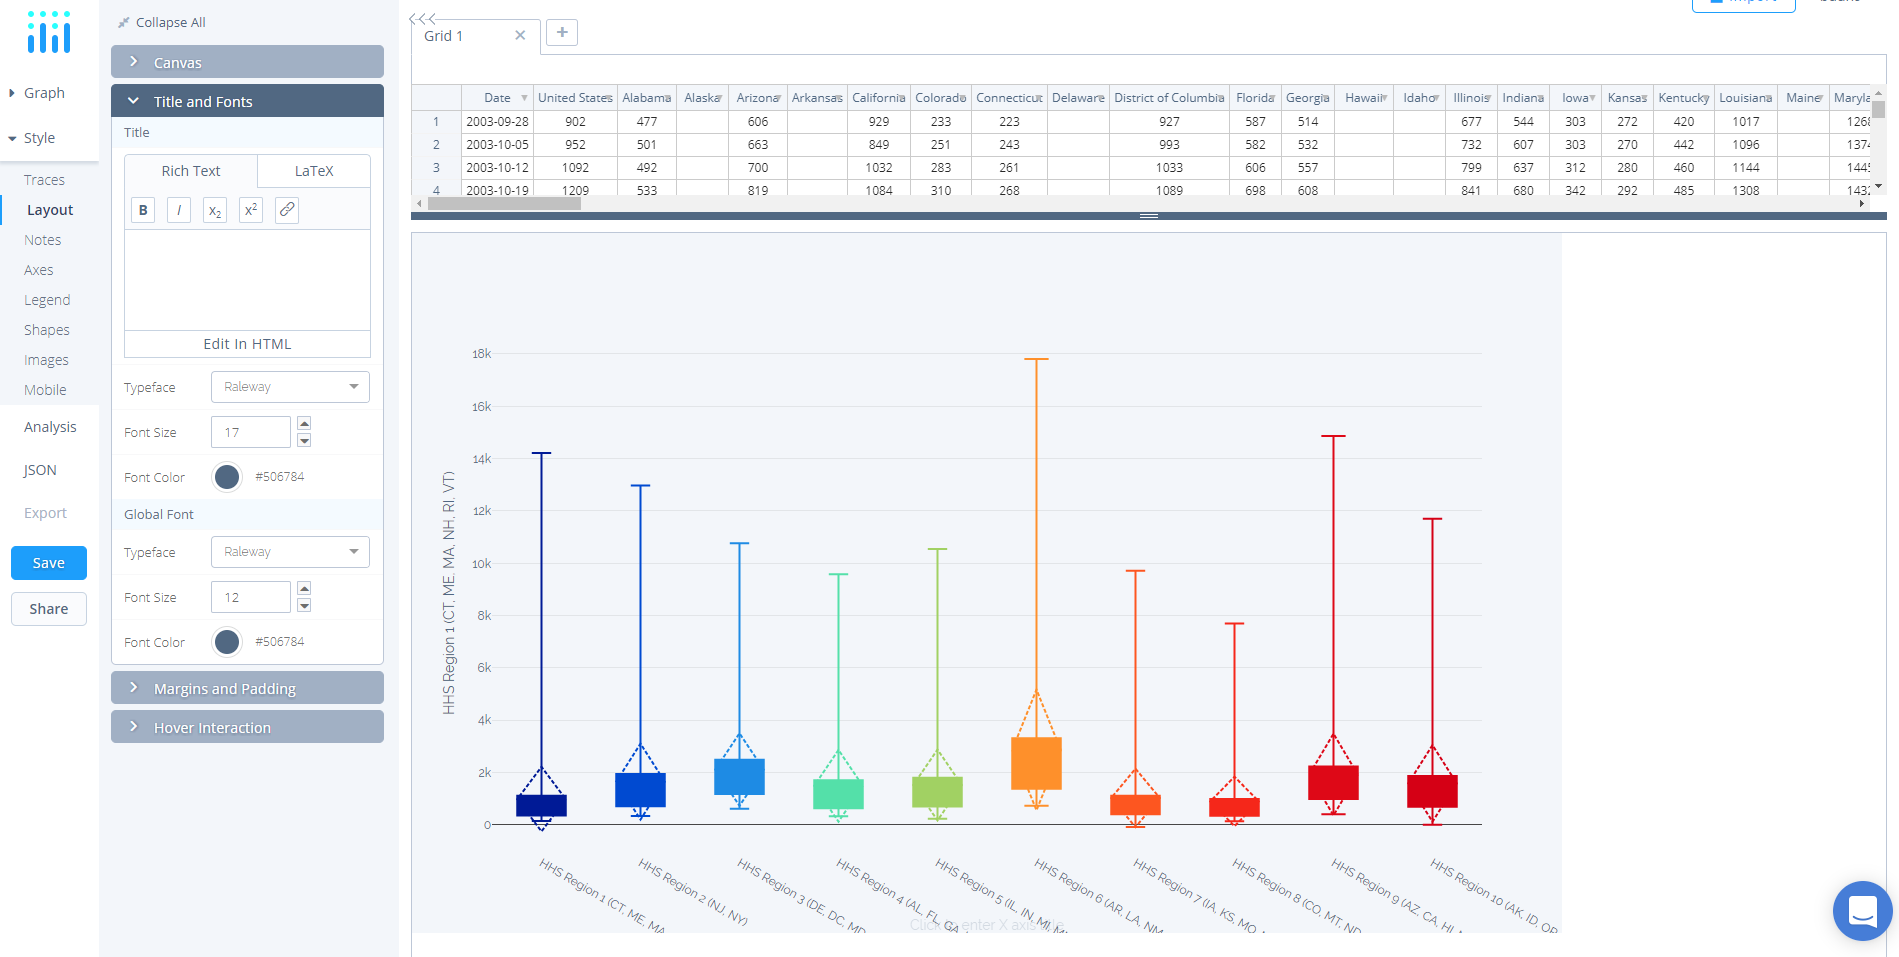 Collapse All
Canvas
Title and Fonts
Title
Rich Text LaTeX
B I x2 x2
Edit In HTML
Typeface Raleway
Font Size 17
Font Color #506784
Global Font
Typeface Raleway
Font Size 12
Font Color #506784
Margins and Padding
Hover Interaction
Graph
Style
Traces
Layout
Notes
Axes
Legend
Shapes
Images
Mobile
Analysis
JSON
Export
Save
Share
Grid 1 × +
Date United States Alabama Alaska Arizona Arkansas California Colorado Connecticut Delaware District of Columbia Florida Georgia Hawaii Idaho Illinois Indiana Iowa Kansas Kentucky Louisiana Maine Maryla
1 2003-09-28 902 477 606 929 233 223 927 587 514 677 544 303 272 420 1017 1268
2 2003-10-05 952 501 663 849 251 243 993 582 532 732 607 303 270 442 1096 1374
3 2003-10-12 1092 492 700 1032 283 261 1033 606 557 799 637 312 280 460 1144 1445
4 2003-10-19 1209 533 819 1084 310 268 1089 698 608 841 680 342 292 485 1308 1432
18k
16k
14k
12k
10k
8k
6k
4k
2k
0
HHS Region 1 (CT, ME, MA, NH, RI, VT)
HHS Region 1 (CT, ME, MA
HHS Region 2 (NJ, NY)
HHS Region 3 (DE, DC, MD
HHS Region 4 (AL, FL, GA,
HHS Region 5 (IL, IN, MI, M
HHS Region 6 (AR, LA, NM
HHS Region 7 (IA, KS, MO,
HHS Region 8 (CO, MT, ND
HHS Region 9 (AZ, CA, HI,
HHS Region 10 (AK, ID, OR
Click to enter X axis title